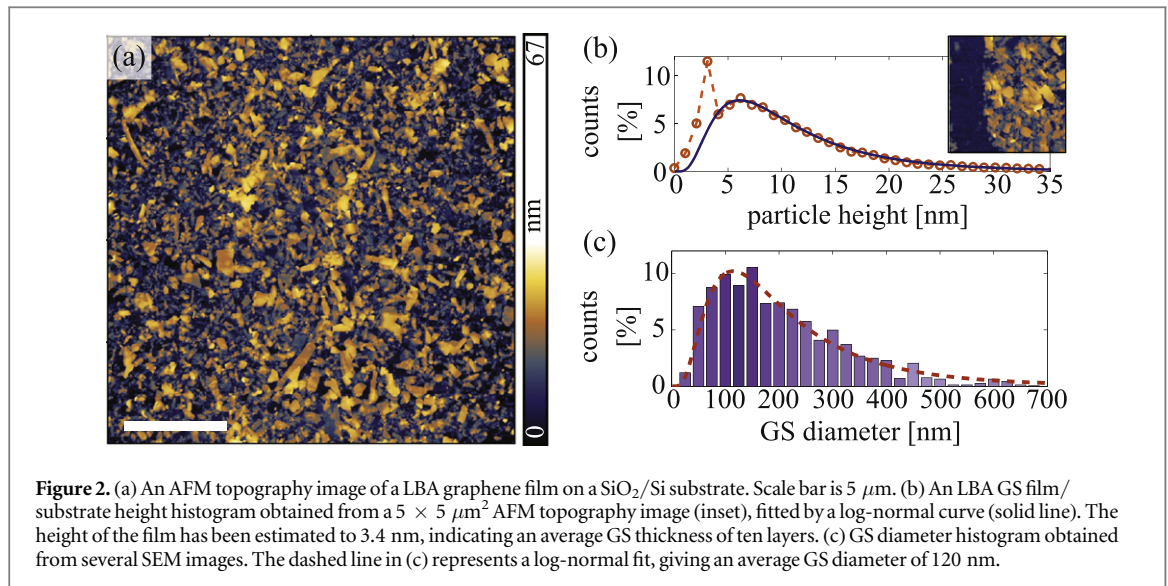 (a)
67
nm
0
(b)
counts
[%]
10
5
0
0 5 10 15 20 25 30 35
particle height [nm]
(c)
counts
[%]
10
5
0
0 100 200 300 400 500 600 700
GS diameter [nm]
Figure 2. (a) An AFM topography image of a LBA graphene film on a SiO₂/Si substrate. Scale bar is 5 μm. (b) An LBA GS film/
substrate height histogram obtained from a 5 × 5 μm² AFM topography image (inset), fitted by a log-normal curve (solid line). The
height of the film has been estimated to 3.4 nm, indicating an average GS thickness of ten layers. (c) GS diameter histogram obtained
from several SEM images. The dashed line in (c) represents a log-normal fit, giving an average GS diameter of 120 nm.